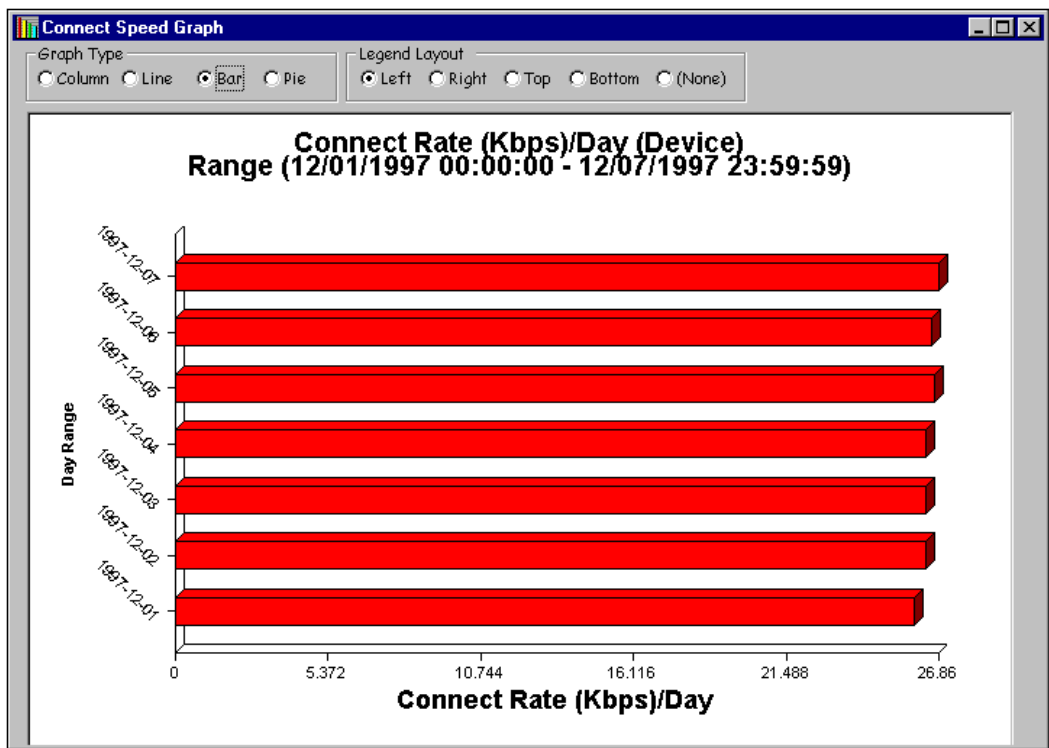 Connect Speed Graph
Graph Type
Column Line Bar Pie
Legend Layout
Left Right Top Bottom (None)
Connect Rate (Kbps)/Day (Device)
Range (12/01/1997 00:00:00 - 12/07/1997 23:59:59)
Day Range
1997-12-07
1997-12-06
1997-12-05
1997-12-04
1997-12-03
1997-12-02
1997-12-01
0 5.372 10.744 16.116 21.488 26.86
Connect Rate (Kbps)/Day